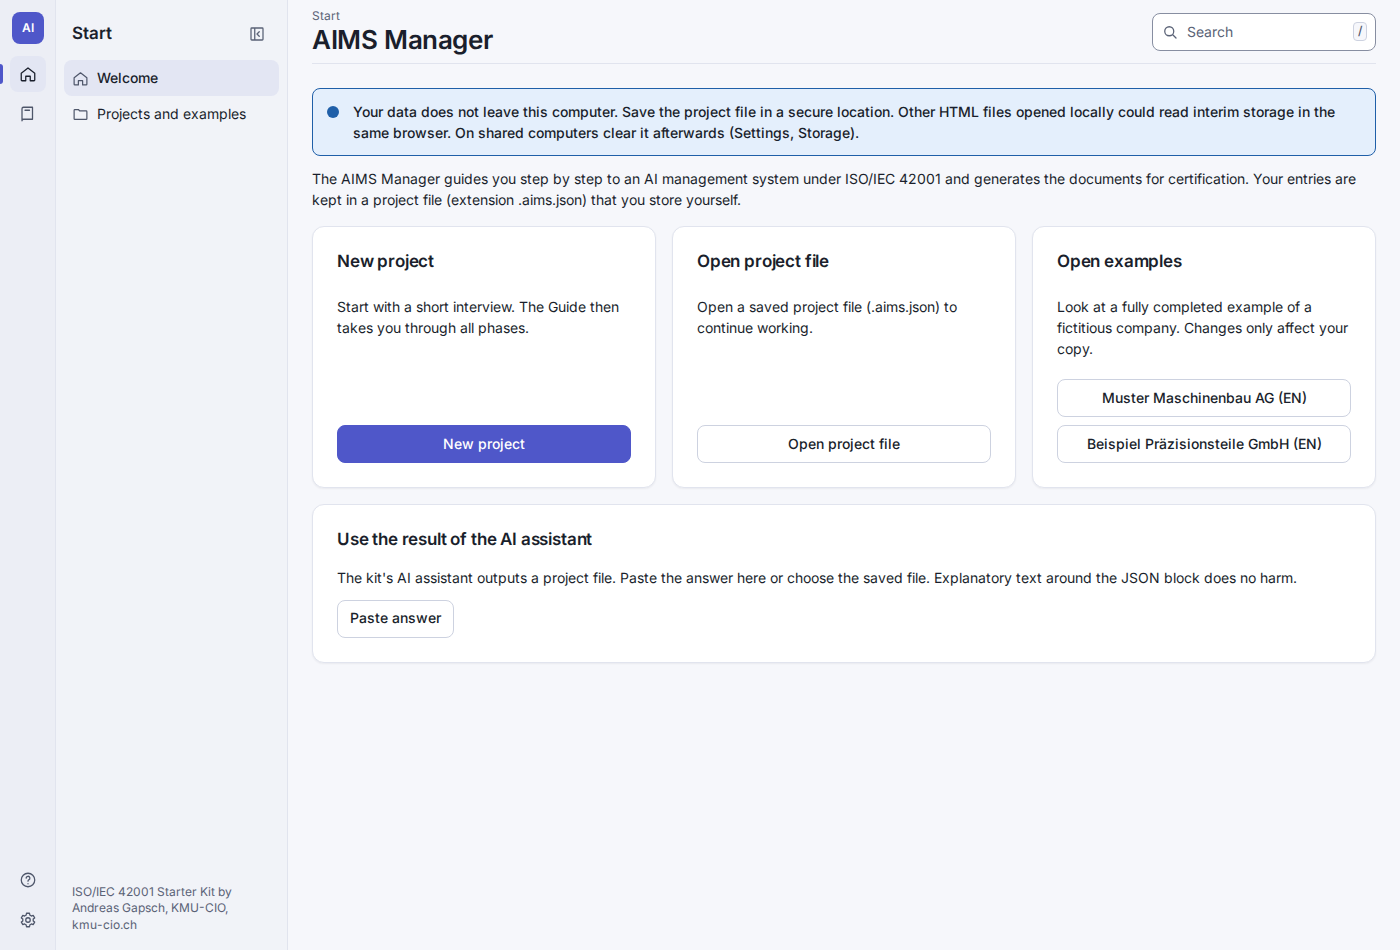 AI
Start
Welcome
Projects and examples
ISO/IEC 42001 Starter Kit by
Andreas Gapsch, KMU-CIO,
kmu-cio.ch
Start
AIMS Manager
Search /
Your data does not leave this computer. Save the project file in a secure location. Other HTML files opened locally could read interim storage in the
same browser. On shared computers clear it afterwards (Settings, Storage).
The AIMS Manager guides you step by step to an AI management system under ISO/IEC 42001 and generates the documents for certification. Your entries are
kept in a project file (extension .aims.json) that you store yourself.
New project
Start with a short interview. The Guide then
takes you through all phases.
New project
Open project file
Open a saved project file (.aims.json) to
continue working.
Open project file
Open examples
Look at a fully completed example of a
fictitious company. Changes only affect your
copy.
Muster Maschinenbau AG (EN)
Beispiel Präzisionsteile GmbH (EN)
Use the result of the AI assistant
The kit's AI assistant outputs a project file. Paste the answer here or choose the saved file. Explanatory text around the JSON block does no harm.
Paste answer